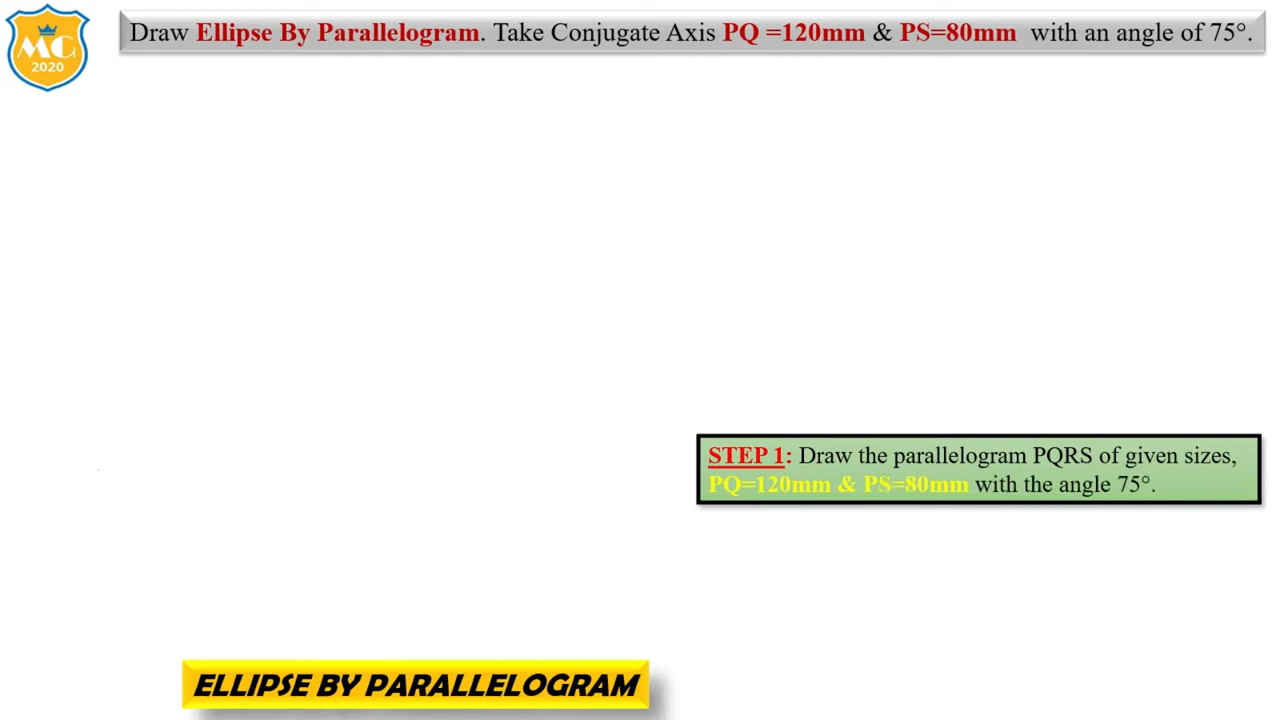 MG
2020
Draw Ellipse By Parallelogram. Take Conjugate Axis PQ =120mm & PS=80mm with an angle of 75°.
STEP 1: Draw the parallelogram PQRS of given sizes,
PQ=120mm & PS=80mm with the angle 75°.
ELLIPSE BY PARALLELOGRAM